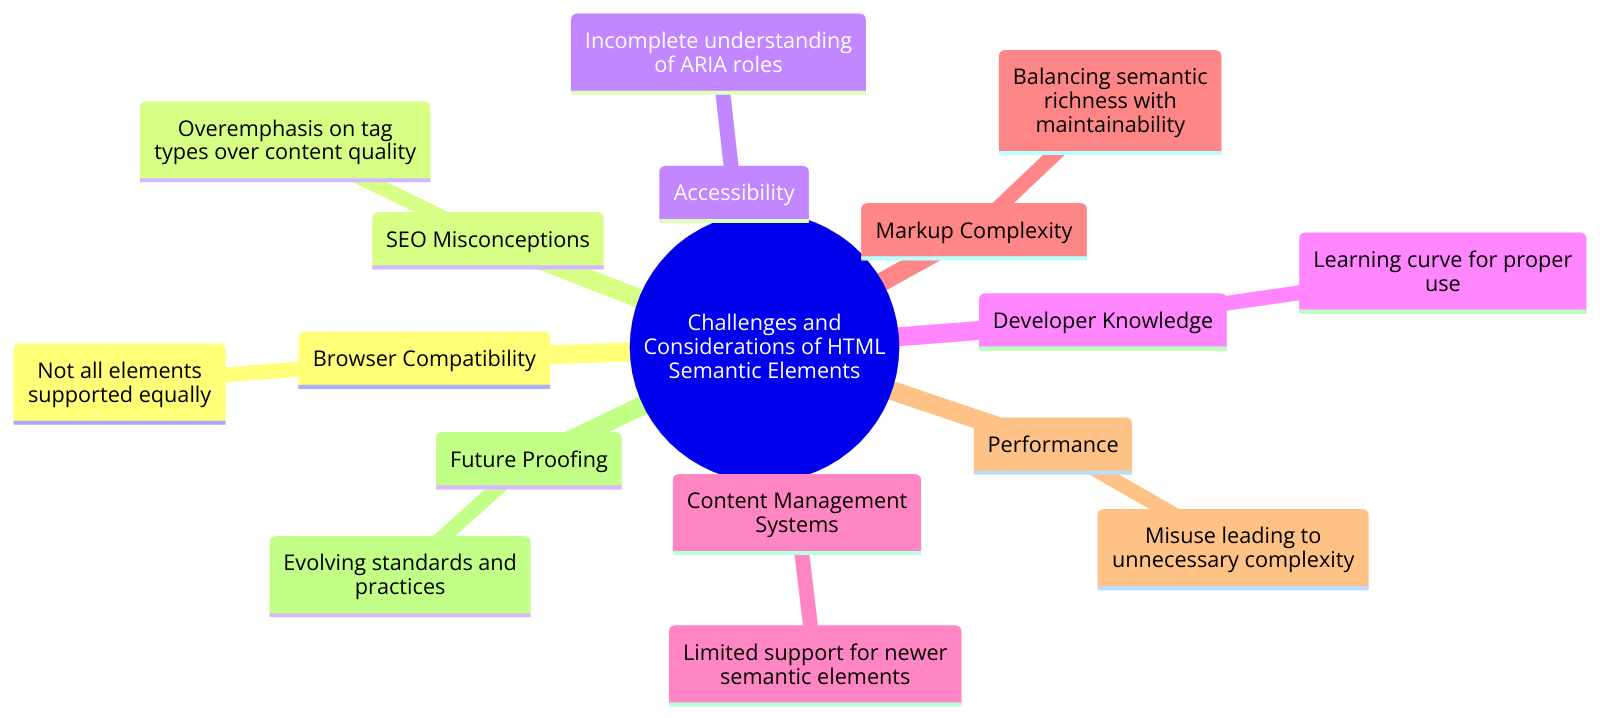 Challenges and
Considerations of HTML
Semantic Elements
Accessibility
Incomplete understanding
of ARIA roles
Markup Complexity
Balancing semantic
richness with
maintainability
Developer Knowledge
Learning curve for proper
use
Performance
Misuse leading to
unnecessary complexity
Content Management
Systems
Limited support for newer
semantic elements
Future Proofing
Evolving standards and
practices
Browser Compatibility
Not all elements
supported equally
SEO Misconceptions
Overemphasis on tag
types over content quality